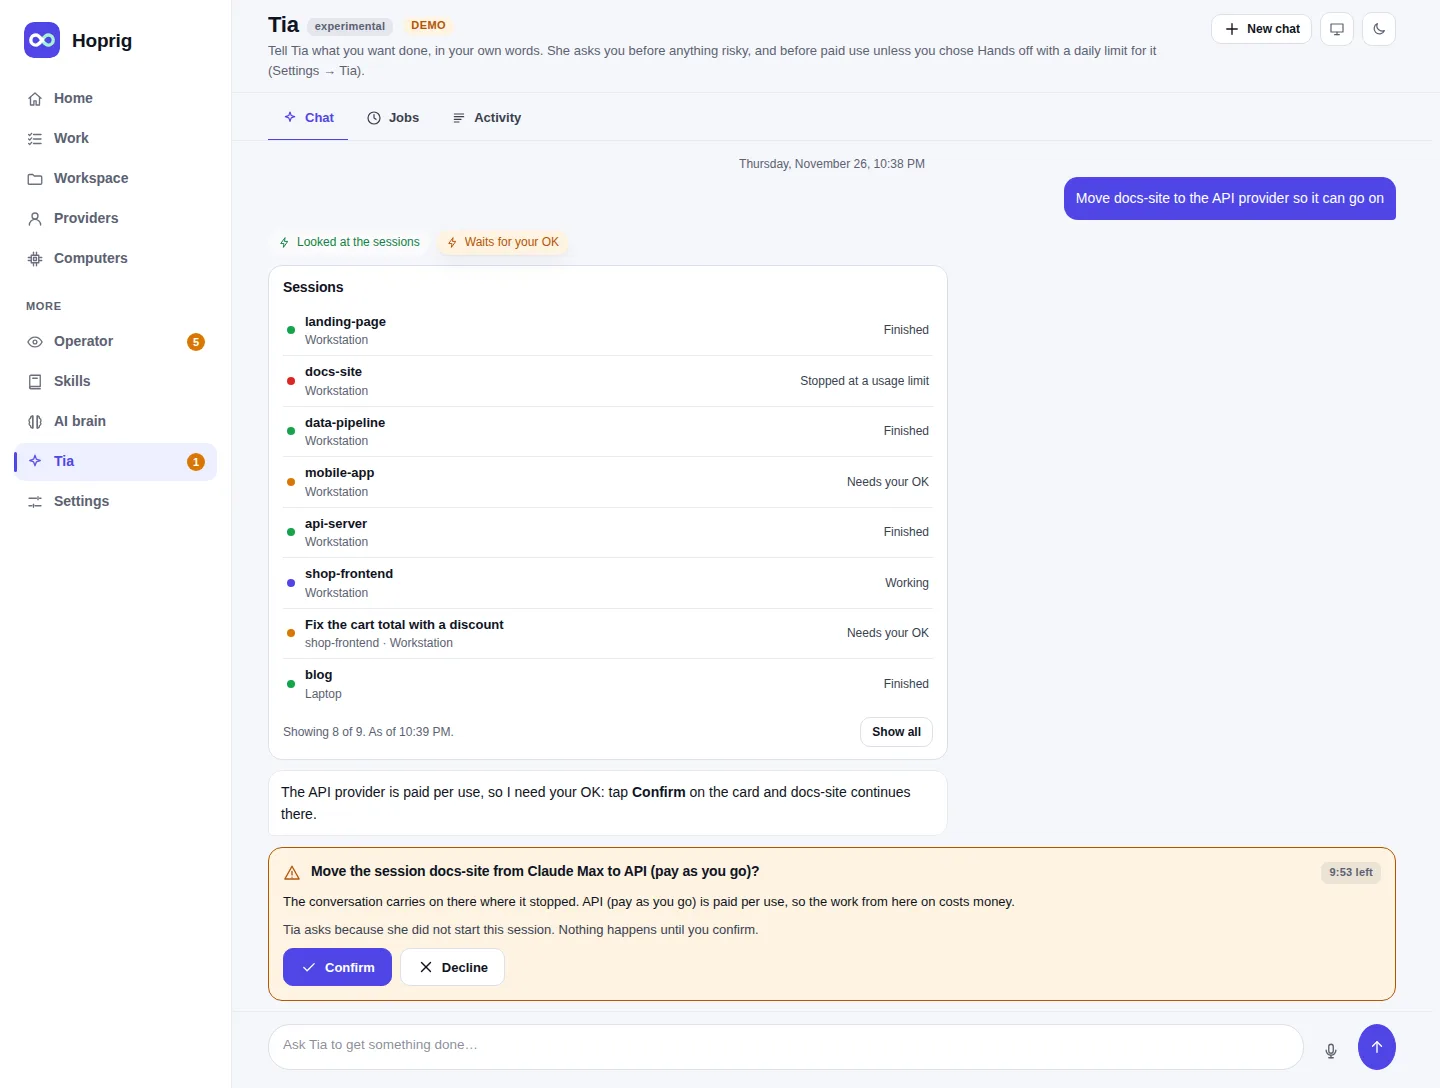 Hoprig
Home
Work
Workspace
Providers
Computers
MORE
Operator 5
Skills
AI brain
Tia 1
Settings
Tia experimental DEMO
Tell Tia what you want done, in your own words. She asks you before anything risky, and before paid use unless you chose Hands off with a daily limit for it
(Settings → Tia).
New chat
Chat Jobs Activity
Thursday, November 26, 10:38 PM
Move docs-site to the API provider so it can go on
Looked at the sessions Waits for your OK
Sessions
landing-page
Workstation
Finished
docs-site
Workstation
Stopped at a usage limit
data-pipeline
Workstation
Finished
mobile-app
Workstation
Needs your OK
api-server
Workstation
Finished
shop-frontend
Workstation
Working
Fix the cart total with a discount
shop-frontend · Workstation
Needs your OK
blog
Laptop
Finished
Showing 8 of 9. As of 10:39 PM.
Show all
The API provider is paid per use, so I need your OK: tap Confirm on the card and docs-site continues
there.
Move the session docs-site from Claude Max to API (pay as you go)?
9:53 left
The conversation carries on there where it stopped. API (pay as you go) is paid per use, so the work from here on costs money.
Tia asks because she did not start this session. Nothing happens until you confirm.
Confirm Decline
Ask Tia to get something done…